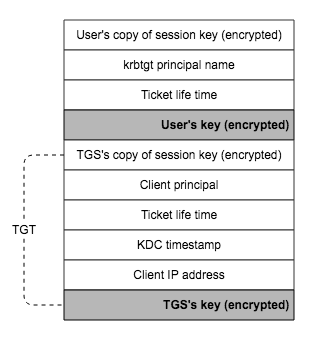 User's copy of session key (encrypted)
krbtgt principal name
Ticket life time
User's key (encrypted)
TGS's copy of session key (encrypted)
Client principal
Ticket life time
TGT
KDC timestamp
Client IP address
TGS's key (encrypted)